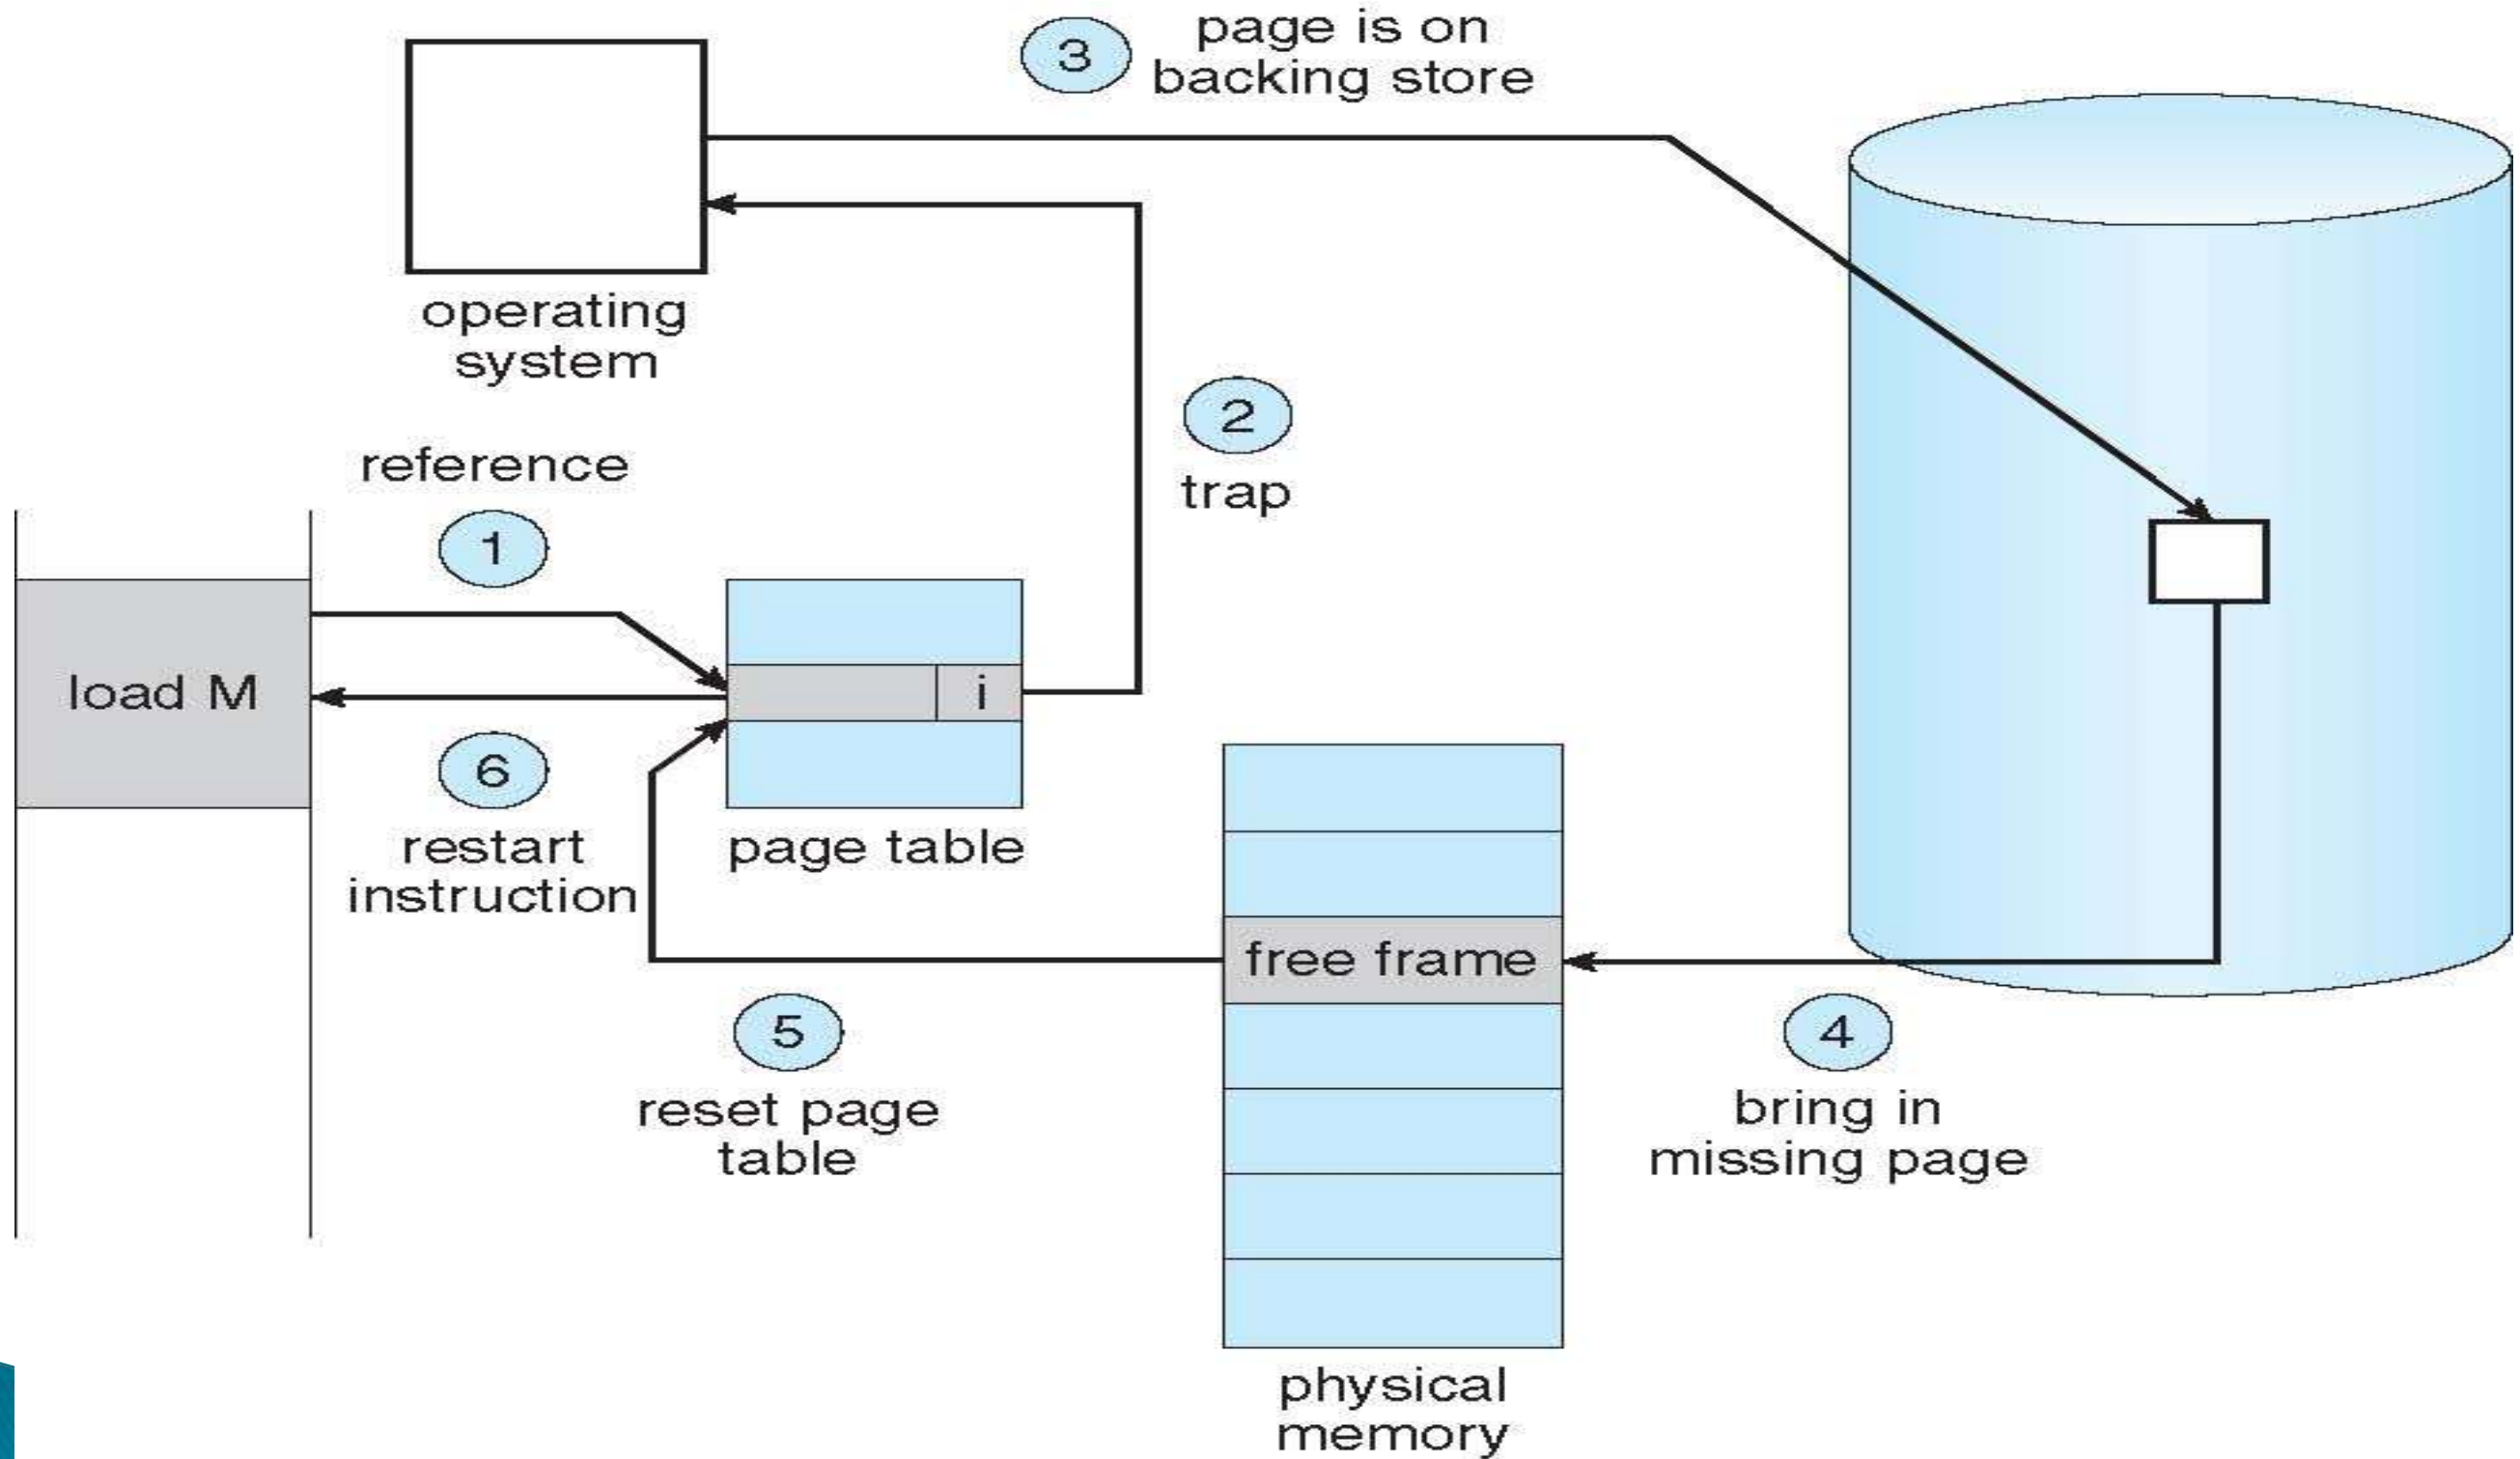 3
page is on
backing store
operating
system
2
trap
reference
1
load M
i
6
restart
instruction
page table
free frame
5
reset page
table
4
bring in
missing page
physical
memory